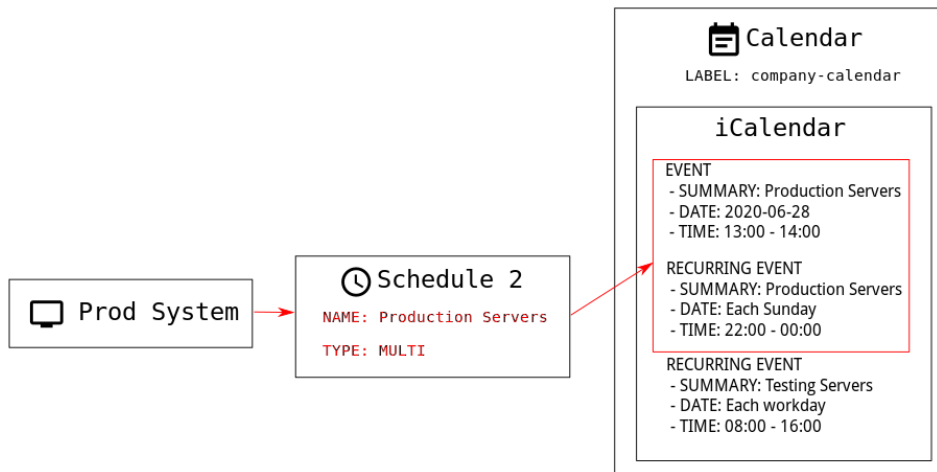 Calendar
LABEL: company-calendar
iCalendar
EVENT
- SUMMARY: Production Servers
- DATE: 2020-06-28
- TIME: 13:00 - 14:00
RECURRING EVENT
- SUMMARY: Production Servers
- DATE: Each Sunday
- TIME: 22:00 - 00:00
RECURRING EVENT
- SUMMARY: Testing Servers
- DATE: Each workday
- TIME: 08:00 - 16:00
Schedule 2
NAME: Production Servers
TYPE: MULTI
Prod System